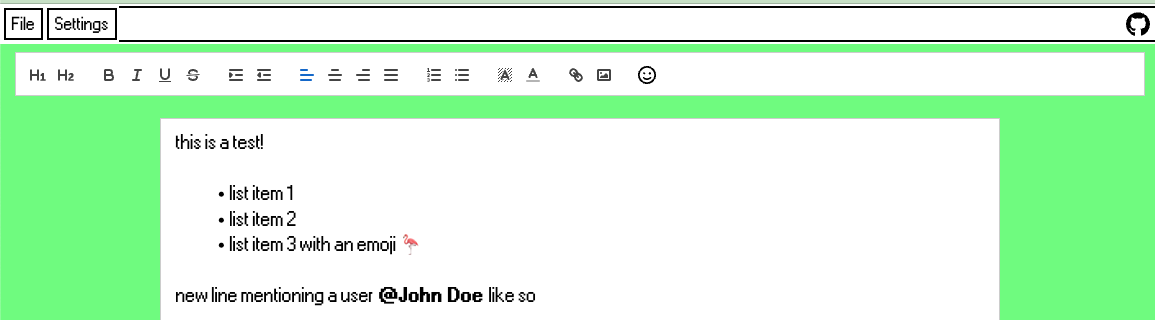 File Settings
H1 H2 B I U S A A
this is a test!
• list item 1
• list item 2
• list item 3 with an emoji 🦩
new line mentioning a user @John Doe like so